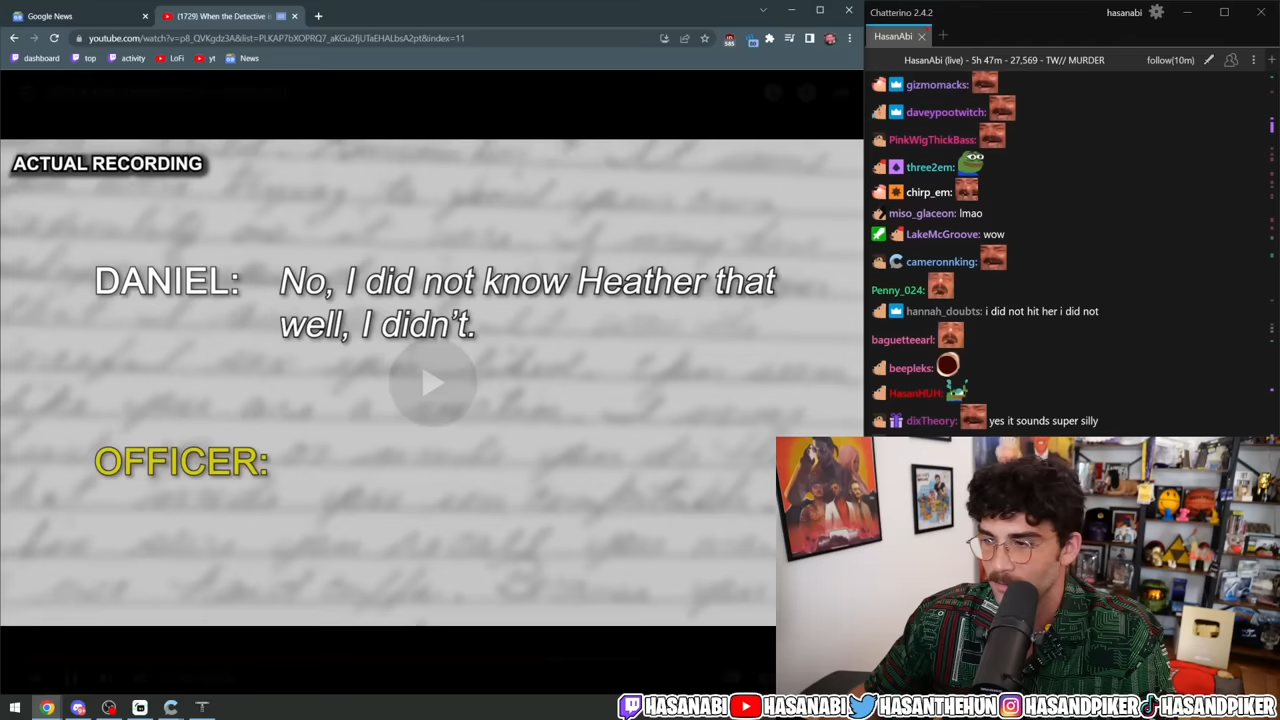 Google News
(1729) When the Detective is
youtube.com/watch?v=p8_QVKgdz3A&list=PLKAP7bXOPRQ7_aKGu2fjUTaEHALbsA2pt&index=11
585
80
dashboard
top
activity
LoFi
yt
News
ACTUAL RECORDING
DANIEL: No, I did not know Heather that
well, I didn't.
OFFICER:
Chatterino 2.4.2
hasanabi
HasanAbi
HasanAbi (live) - 5h 47m - 27,569 - TW// MURDER
follow(10m)
gizmomacks:
daveypootwitch:
PinkWigThickBass:
three2em:
chirp_em:
miso_glaceon: lmao
LakeMcGroove: wow
cameronnking:
Penny_024:
hannah_doubts: i did not hit her i did not
baguetteearl:
beepleks:
HasanHUH:
dixTheory: yes it sounds super silly
HASANABI HASANABI HASANTHEHUN HASANDPIKER HASANDPIKER